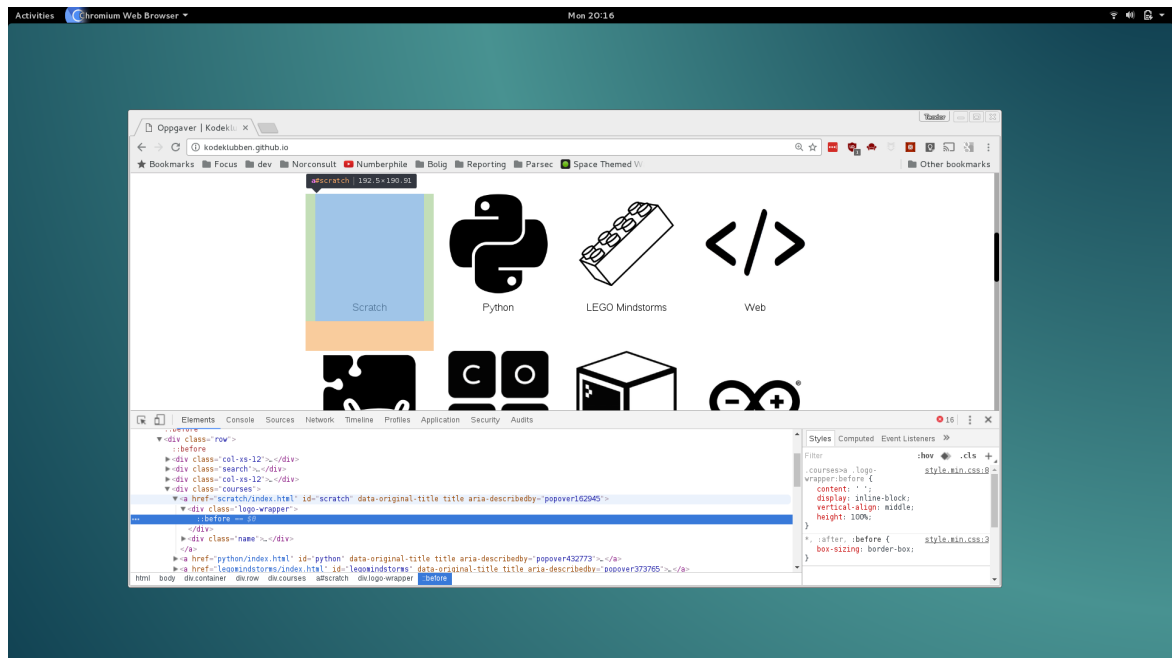 Activities Chromium Web Browser Mon 20:16
Oppgaver | Kodeklu
kodeklubben.github.io
Bookmarks Focus dev Norconsult Numberphile Bolig Reporting Parsec Space Themed W Other bookmarks
a#scratch | 192.5×190.91
Scratch Python LEGO Mindstorms Web
C O
Elements Console Sources Network Timeline Profiles Application Security Audits 16
::before
▼<div class="row">
::before
▶<div class="col-xs-12">…</div>
▶<div class="search">…</div>
▶<div class="col-xs-12">…</div>
▼<div class="courses">
▼<a href="scratch/index.html" id="scratch" data-original-title title aria-describedby="popover162945">
▼<div class="logo-wrapper">
::before == $0
</div>
▶<div class="name">…</div>
</a>
▶<a href="python/index.html" id="python" data-original-title title aria-describedby="popover432773">…</a>
▶<a href="legomindstorms/index.html" id="legomindstorms" data-original-title title aria-describedby="popover373765">…</a>
html body div.container div.row div.courses a#scratch div.logo-wrapper ::before
Styles Computed Event Listeners »
Filter :hov .cls +
.courses>a .logo-wrapper:before { style.min.css:8
content: ' ';
display: inline-block;
vertical-align: middle;
height: 100%;
}
*, :after, :before { style.min.css:3
box-sizing: border-box;
}